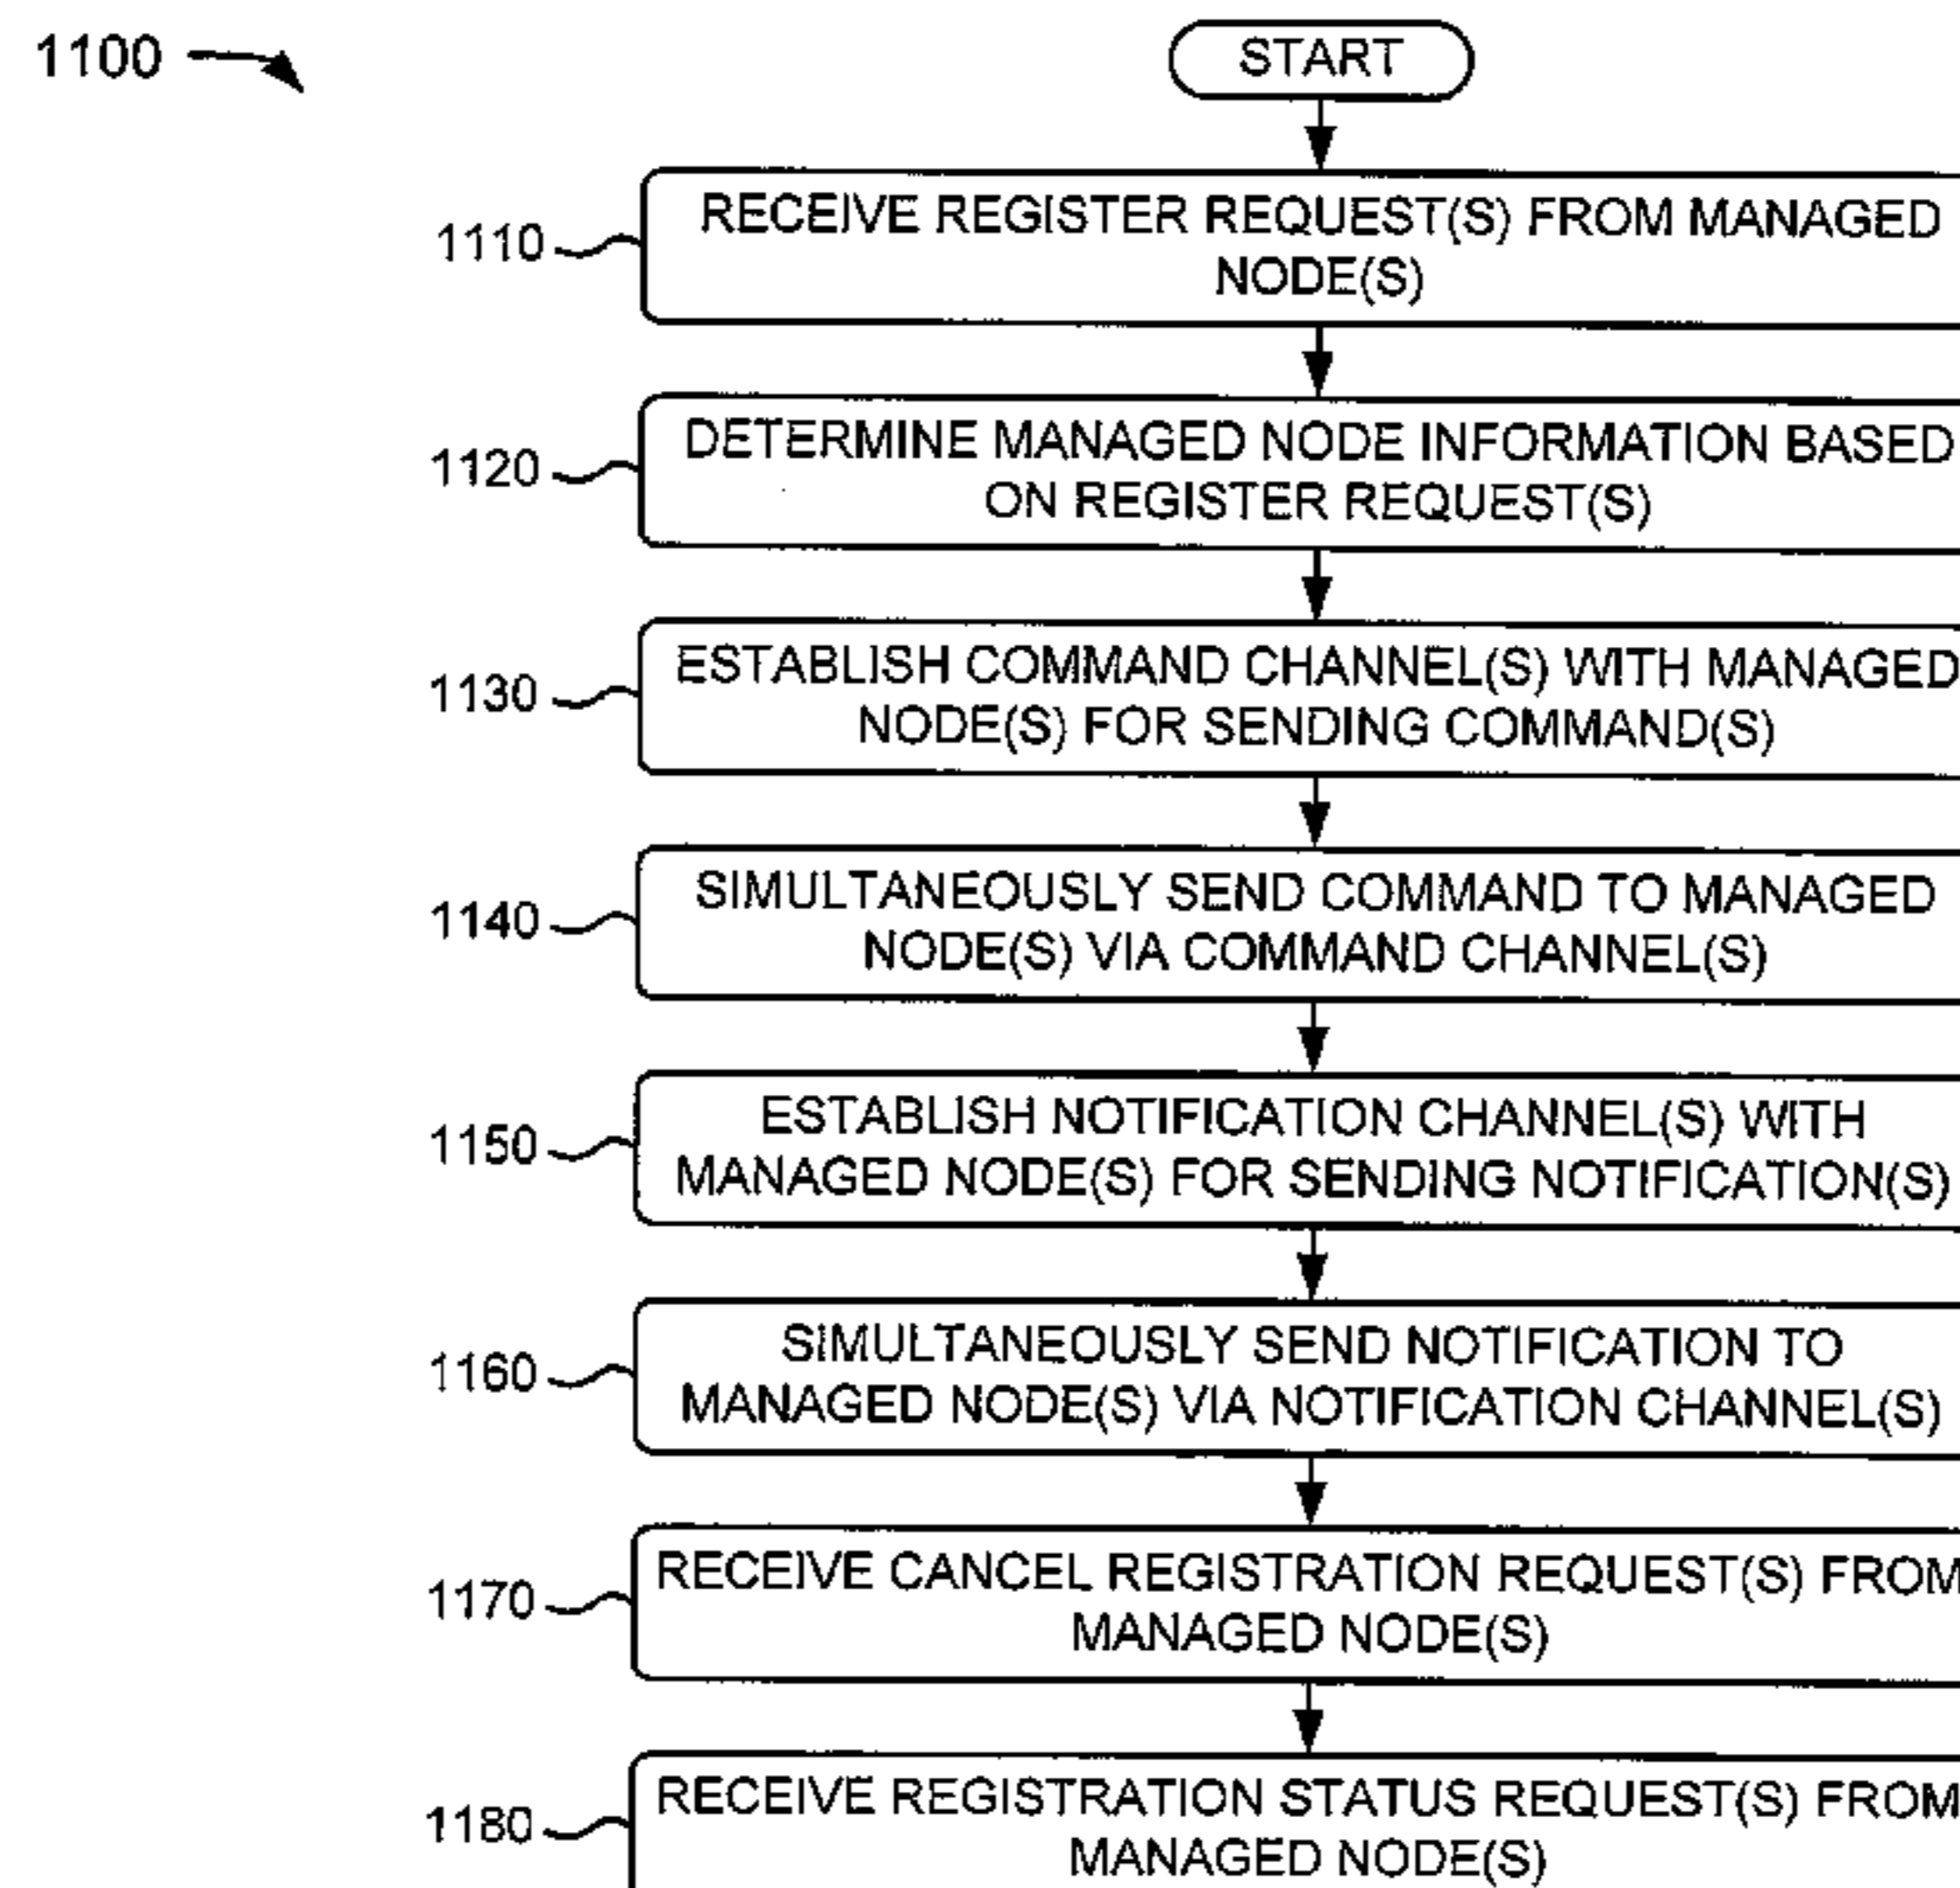 1100
START
1110
RECEIVE REGISTER REQUEST(S) FROM MANAGED
NODE(S)
1120
DETERMINE MANAGED NODE INFORMATION BASED
ON REGISTER REQUEST(S)
1130
ESTABLISH COMMAND CHANNEL(S) WITH MANAGED
NODE(S) FOR SENDING COMMAND(S)
1140
SIMULTANEOUSLY SEND COMMAND TO MANAGED
NODE(S) VIA COMMAND CHANNEL(S)
1150
ESTABLISH NOTIFICATION CHANNEL(S) WITH
MANAGED NODE(S) FOR SENDING NOTIFICATION(S)
1160
SIMULTANEOUSLY SEND NOTIFICATION TO
MANAGED NODE(S) VIA NOTIFICATION CHANNEL(S)
1170
RECEIVE CANCEL REGISTRATION REQUEST(S) FROM
MANAGED NODE(S)
1180
RECEIVE REGISTRATION STATUS REQUEST(S) FROM
MANAGED NODE(S)